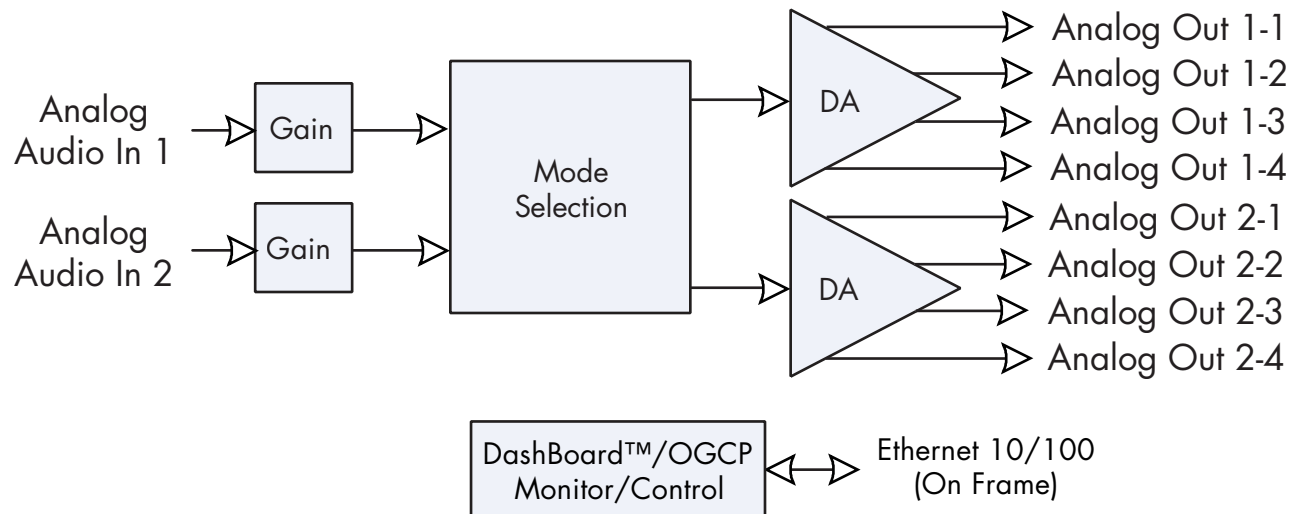 Analog
Audio In 1
Gain
Analog
Audio In 2
Gain
Mode
Selection
DA
Analog Out 1-1
Analog Out 1-2
Analog Out 1-3
Analog Out 1-4
DA
Analog Out 2-1
Analog Out 2-2
Analog Out 2-3
Analog Out 2-4
DashBoard™/OGCP
Monitor/Control
Ethernet 10/100
(On Frame)